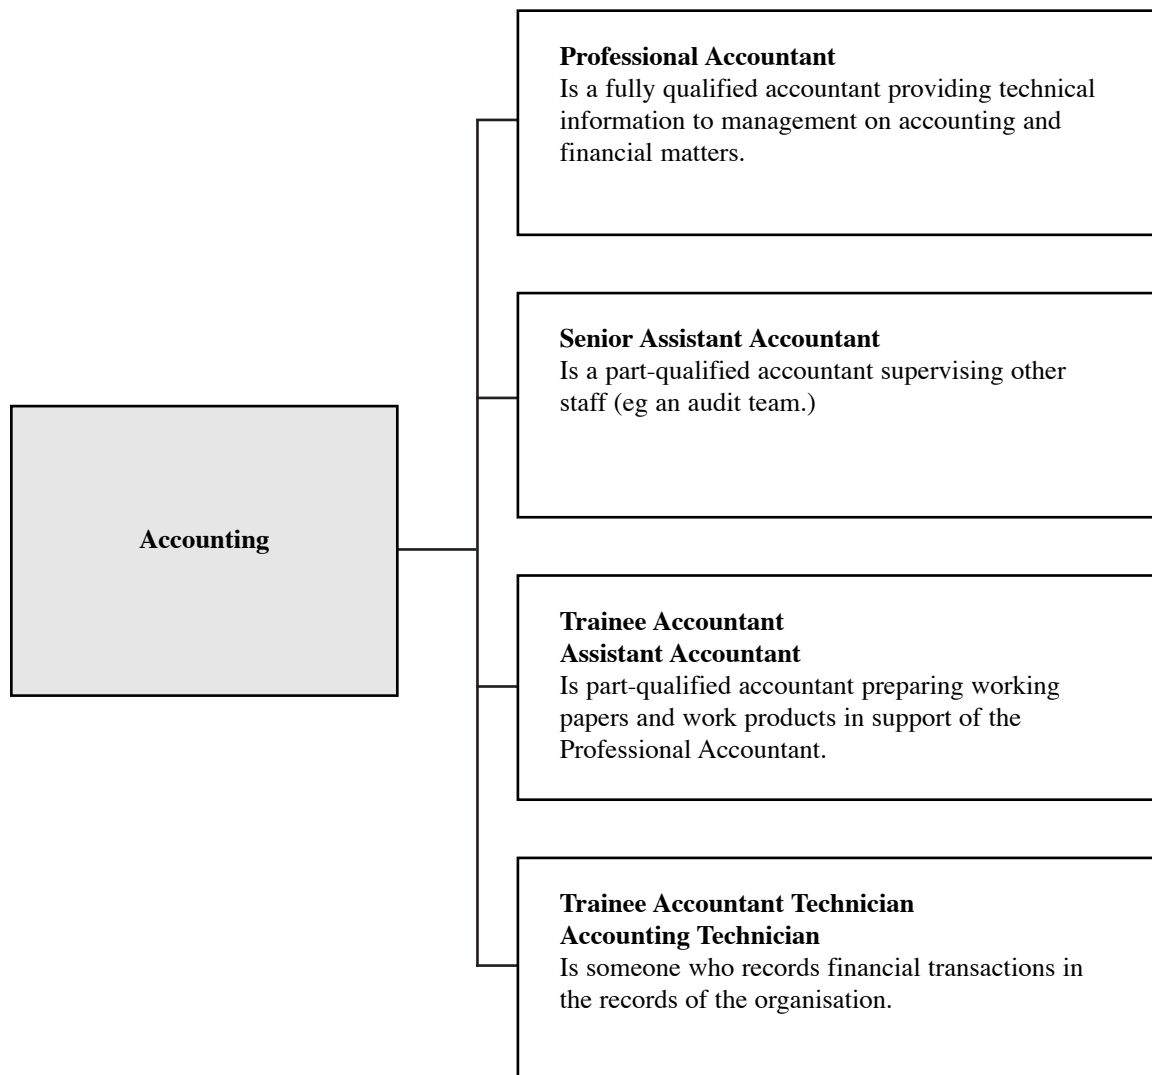 Professional Accountant
Is a fully qualified accountant providing technical
information to management on accounting and
financial matters.
Senior Assistant Accountant
Is a part-qualified accountant supervising other
staff (eg an audit team.)
Accounting
Trainee Accountant
Assistant Accountant
Is part-qualified accountant preparing working
papers and work products in support of the
Professional Accountant.
Trainee Accountant Technician
Accounting Technician
Is someone who records financial transactions in
the records of the organisation.